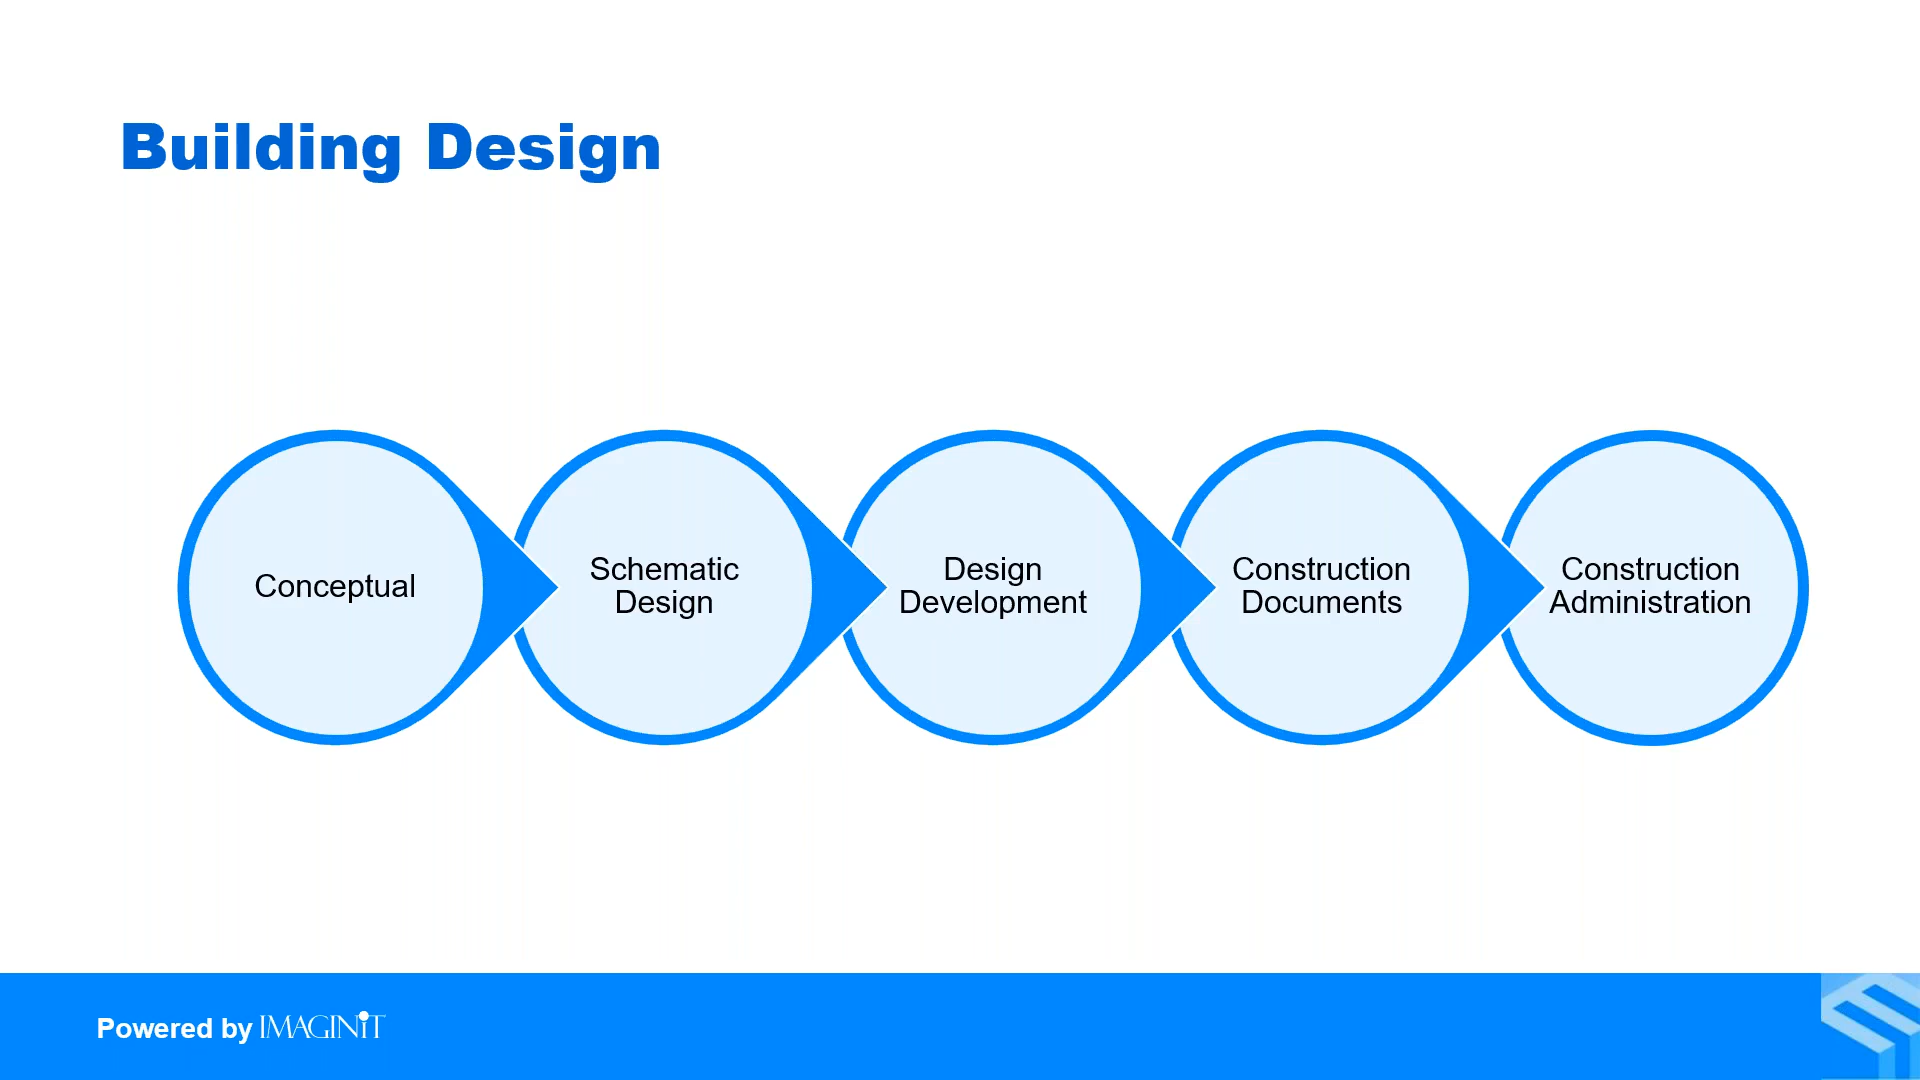 Building Design
Conceptual
Schematic
Design
Design
Development
Construction
Documents
Construction
Administration
Powered by IMAGINiT